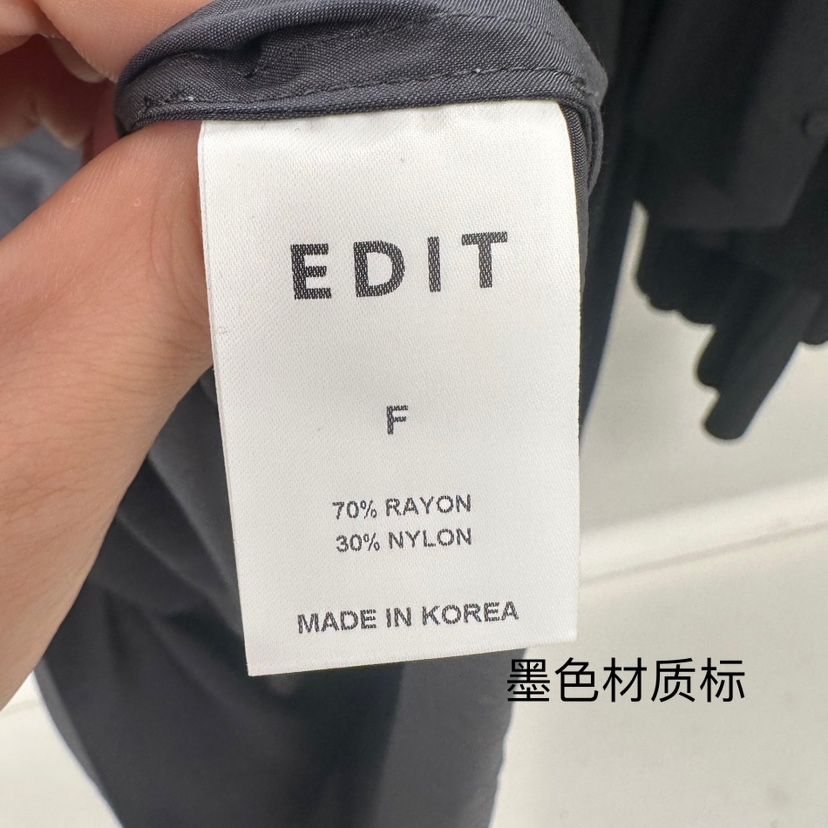 EDIT
F
70% RAYON
30% NYLON
MADE IN KOREA
墨色材质标